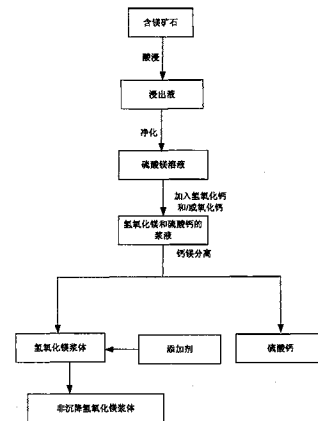 含镁矿石
酸浸
浸出液
净化
硫酸镁溶液
加入氢氧化钙
和/或氧化钙
氢氧化镁和硫酸钙的
浆液
钙镁分离
氢氧化镁浆体
添加剂
硫酸钙
非沉降氢氧化镁浆体